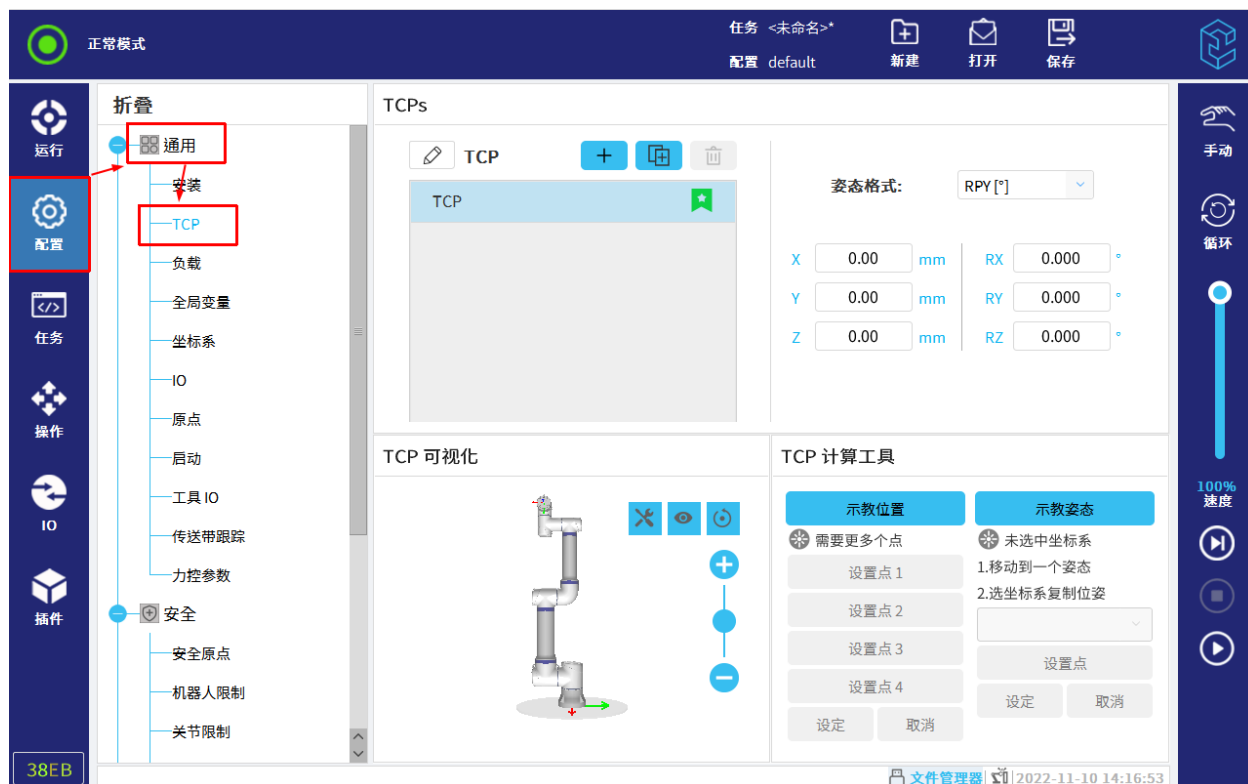 正常模式
任务 <未命名>*
配置 default
新建
打开
保存
运行
配置
任务
操作
IO
插件
38EB
折叠
通用
安装
TCP
负载
全局变量
坐标系
IO
原点
启动
工具 IO
传送带跟踪
力控参数
安全
安全原点
机器人限制
关节限制
TCPs
TCP
TCP
姿态格式:
RPY [°]
X 0.00 mm RX 0.000 °
Y 0.00 mm RY 0.000 °
Z 0.00 mm RZ 0.000 °
TCP 可视化
TCP 计算工具
示教位置
需要更多个点
设置点 1
设置点 2
设置点 3
设置点 4
设定 取消
示教姿态
未选中坐标系
1.移动到一个姿态
2.选坐标系复制位姿
设置点
设定 取消
手动
循环
100%
速度
文件管理器 2022-11-10 14:16:53